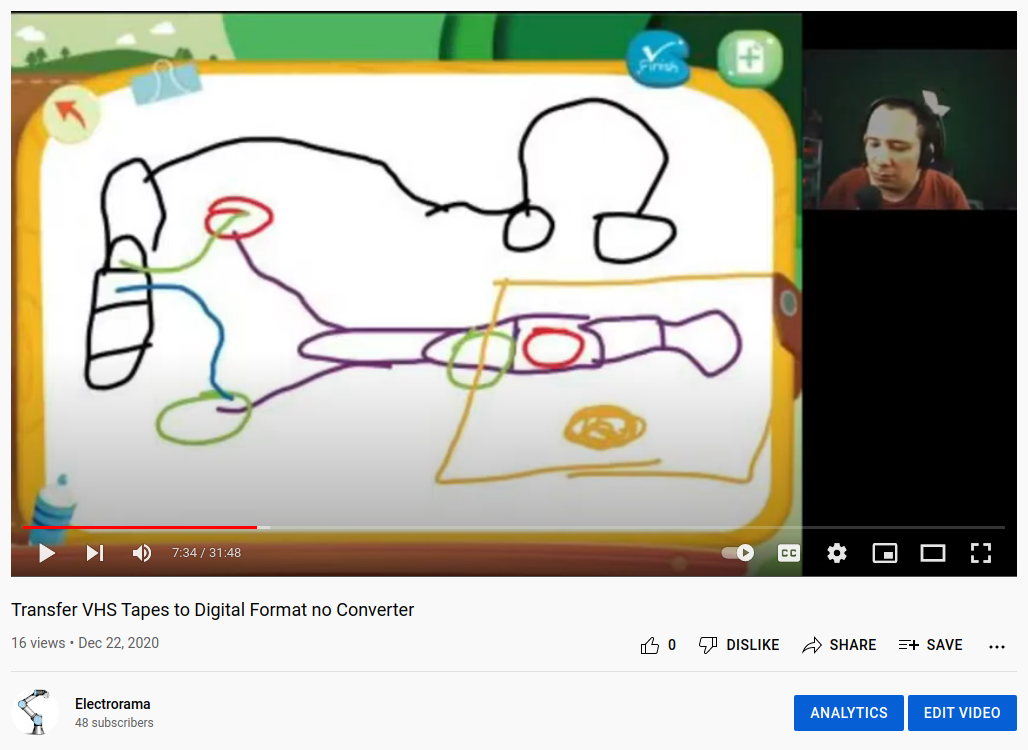 Finish
7:34 / 31:48
CC
Transfer VHS Tapes to Digital Format no Converter
16 views • Dec 22, 2020
0 DISLIKE SHARE SAVE
Electrorama
48 subscribers
ANALYTICS EDIT VIDEO